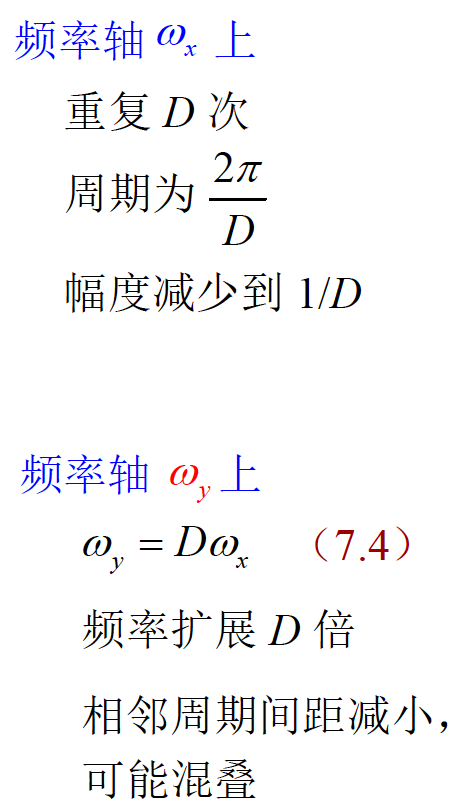 频率轴 ωx 上
重复 D 次
周期为 2π/D
幅度减少到 1/D
频率轴 ωy 上
ωy = Dωx （7.4）
频率扩展 D 倍
相邻周期间距减小，
可能混叠